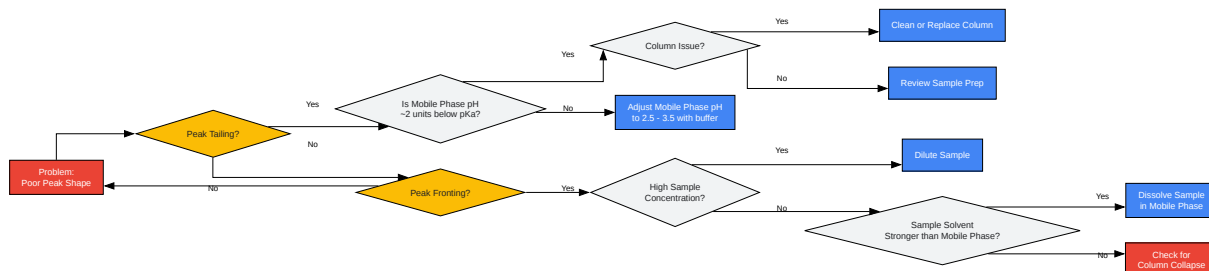 Yes
Clean or Replace Column
Column Issue?
Yes
No
Review Sample Prep
Yes
Is Mobile Phase pH
~2 units below pKa?
No
Adjust Mobile Phase pH
to 2.5 - 3.5 with buffer
Peak Tailing?
No
Yes
Dilute Sample
Problem:
Poor Peak Shape
No
Peak Fronting?
Yes
High Sample
Concentration?
No
Yes
Dissolve Sample
in Mobile Phase
Sample Solvent
Stronger than Mobile Phase?
No
Check for
Column Collapse